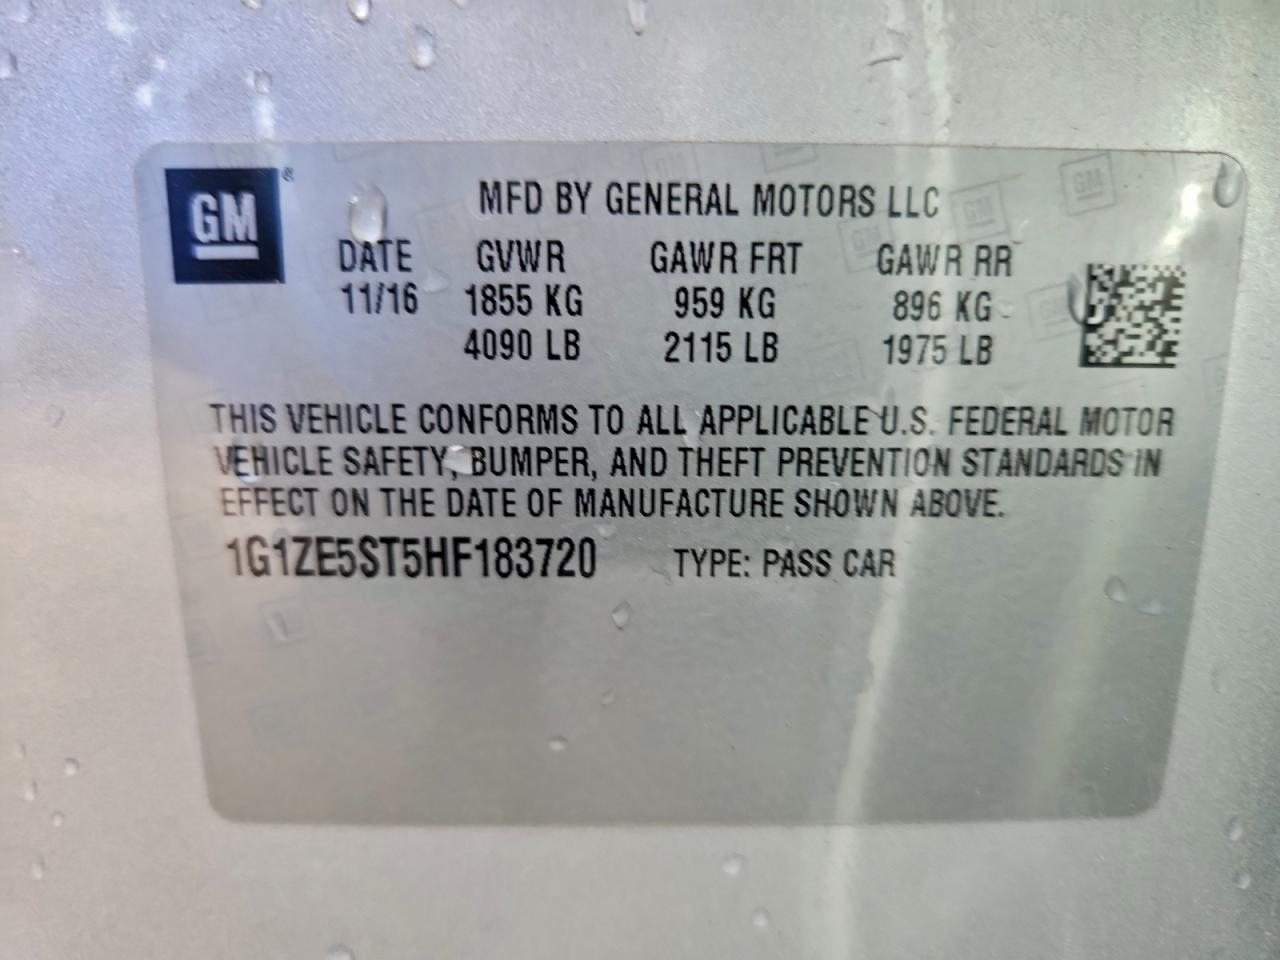 GM
MFD BY GENERAL MOTORS LLC
DATE GVWR GAWR FRT GAWR RR
11/16 1855 KG 959 KG 896 KG
4090 LB 2115 LB 1975 LB
THIS VEHICLE CONFORMS TO ALL APPLICABLE U.S. FEDERAL MOTOR
VEHICLE SAFETY, BUMPER, AND THEFT PREVENTION STANDARDS IN
EFFECT ON THE DATE OF MANUFACTURE SHOWN ABOVE.
1G1ZE5ST5HF183720 TYPE: PASS CAR